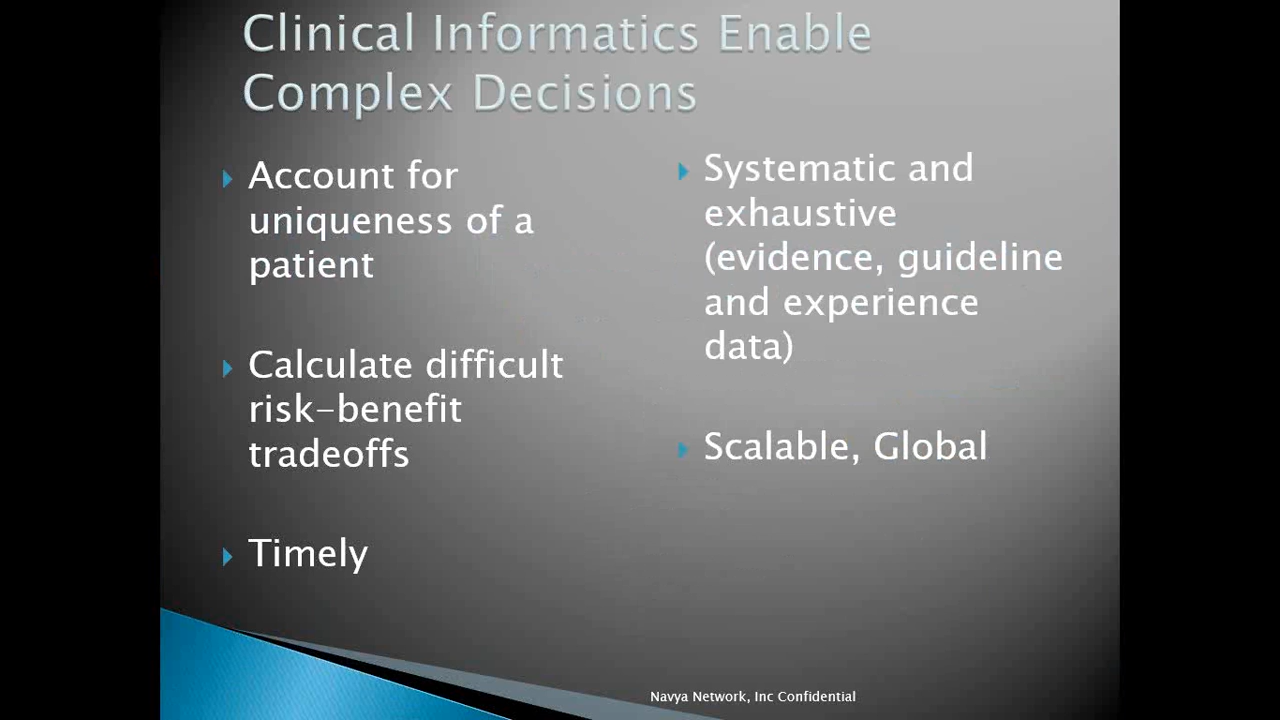 Clinical Informatics Enable
Complex Decisions
Account for
uniqueness of a
patient
Calculate difficult
risk-benefit
tradeoffs
Timely
Systematic and
exhaustive
(evidence, guideline
and experience
data)
Scalable, Global
Navya Network, Inc Confidential